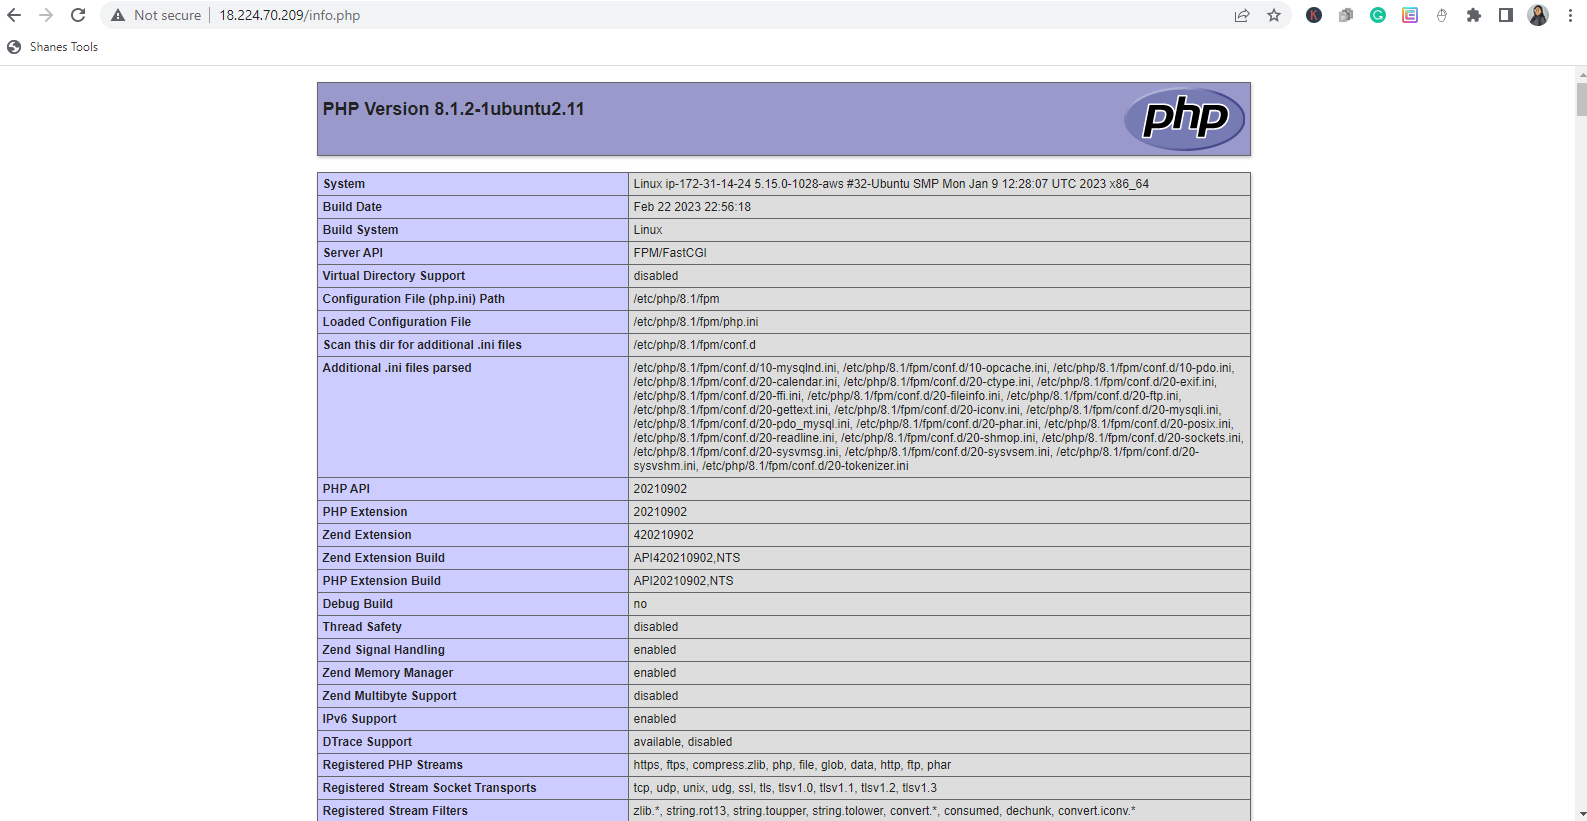 Not secure 18.224.70.209/info.php
Shanes Tools
PHP Version 8.1.2-1ubuntu2.11
php
System Linux ip-172-31-14-24 5.15.0-1028-aws #32-Ubuntu SMP Mon Jan 9 12:28:07 UTC 2023 x86_64
Build Date Feb 22 2023 22:56:18
Build System Linux
Server API FPM/FastCGI
Virtual Directory Support disabled
Configuration File (php.ini) Path /etc/php/8.1/fpm
Loaded Configuration File /etc/php/8.1/fpm/php.ini
Scan this dir for additional .ini files /etc/php/8.1/fpm/conf.d
Additional .ini files parsed /etc/php/8.1/fpm/conf.d/10-mysqlnd.ini, /etc/php/8.1/fpm/conf.d/10-opcache.ini, /etc/php/8.1/fpm/conf.d/10-pdo.ini,
/etc/php/8.1/fpm/conf.d/20-calendar.ini, /etc/php/8.1/fpm/conf.d/20-ctype.ini, /etc/php/8.1/fpm/conf.d/20-exif.ini,
/etc/php/8.1/fpm/conf.d/20-ffi.ini, /etc/php/8.1/fpm/conf.d/20-fileinfo.ini, /etc/php/8.1/fpm/conf.d/20-ftp.ini,
/etc/php/8.1/fpm/conf.d/20-gettext.ini, /etc/php/8.1/fpm/conf.d/20-iconv.ini, /etc/php/8.1/fpm/conf.d/20-mysqli.ini,
/etc/php/8.1/fpm/conf.d/20-pdo_mysql.ini, /etc/php/8.1/fpm/conf.d/20-phar.ini, /etc/php/8.1/fpm/conf.d/20-posix.ini,
/etc/php/8.1/fpm/conf.d/20-readline.ini, /etc/php/8.1/fpm/conf.d/20-shmop.ini, /etc/php/8.1/fpm/conf.d/20-sockets.ini,
/etc/php/8.1/fpm/conf.d/20-sysvmsg.ini, /etc/php/8.1/fpm/conf.d/20-sysvsem.ini, /etc/php/8.1/fpm/conf.d/20-
sysvshm.ini, /etc/php/8.1/fpm/conf.d/20-tokenizer.ini
PHP API 20210902
PHP Extension 20210902
Zend Extension 420210902
Zend Extension Build API420210902,NTS
PHP Extension Build API20210902,NTS
Debug Build no
Thread Safety disabled
Zend Signal Handling enabled
Zend Memory Manager enabled
Zend Multibyte Support disabled
IPv6 Support enabled
DTrace Support available, disabled
Registered PHP Streams https, ftps, compress.zlib, php, file, glob, data, http, ftp, phar
Registered Stream Socket Transports tcp, udp, unix, udg, ssl, tls, tlsv1.0, tlsv1.1, tlsv1.2, tlsv1.3
Registered Stream Filters zlib.*, string.rot13, string.toupper, string.tolower, convert.*, consumed, dechunk, convert.iconv.*